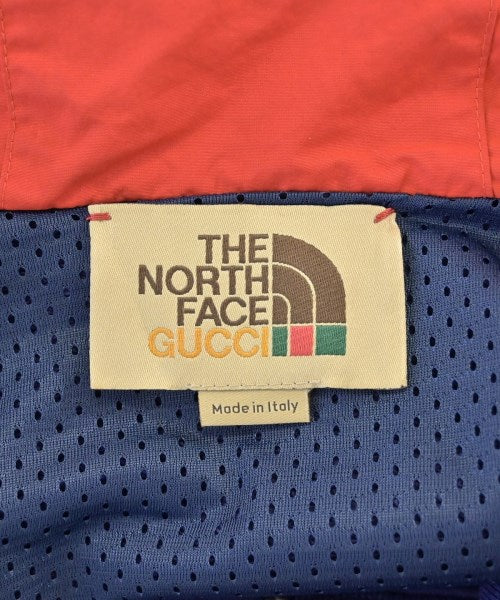 THE
NORTH
FACE
GUCCI
Made in Italy